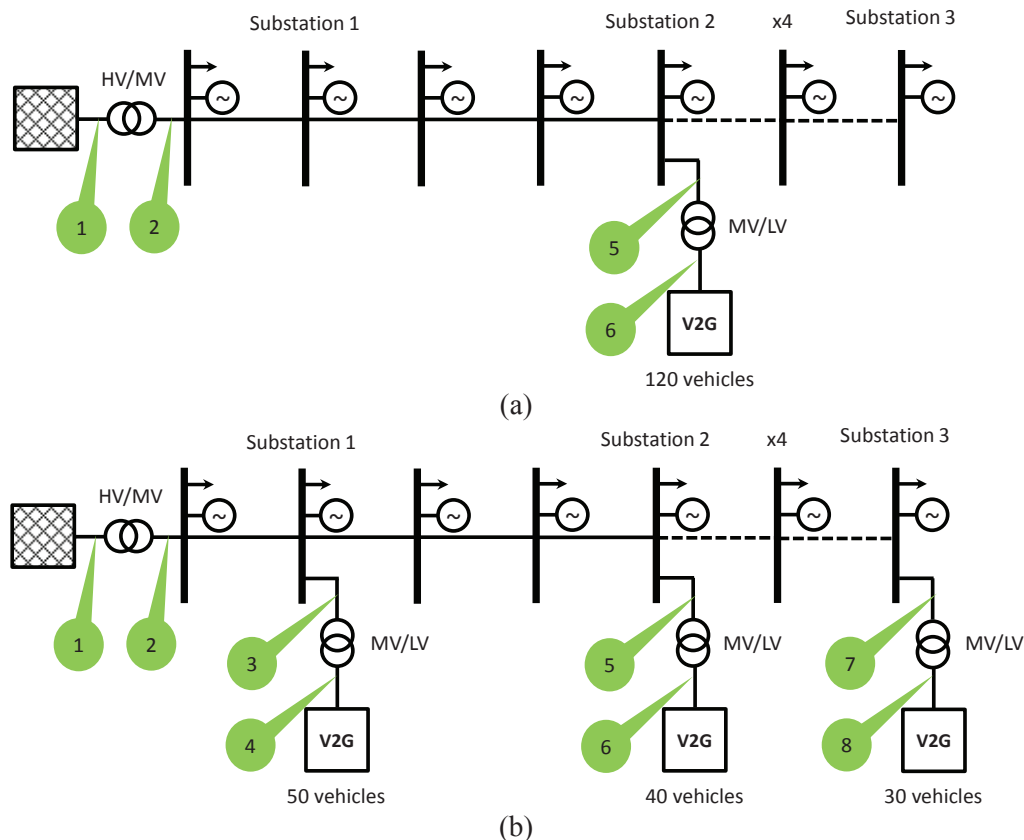 Substation 1 Substation 2 x4 Substation 3
HV/MV
~ ~ ~ ~ ~ ~ ~
1 2 5 MV/LV
6 V2G
120 vehicles
(a)
Substation 1 Substation 2 x4 Substation 3
HV/MV
~ ~ ~ ~ ~ ~ ~
1 2 3 MV/LV 5 MV/LV 7 MV/LV
4 V2G 6 V2G 8 V2G
50 vehicles 40 vehicles 30 vehicles
(b)